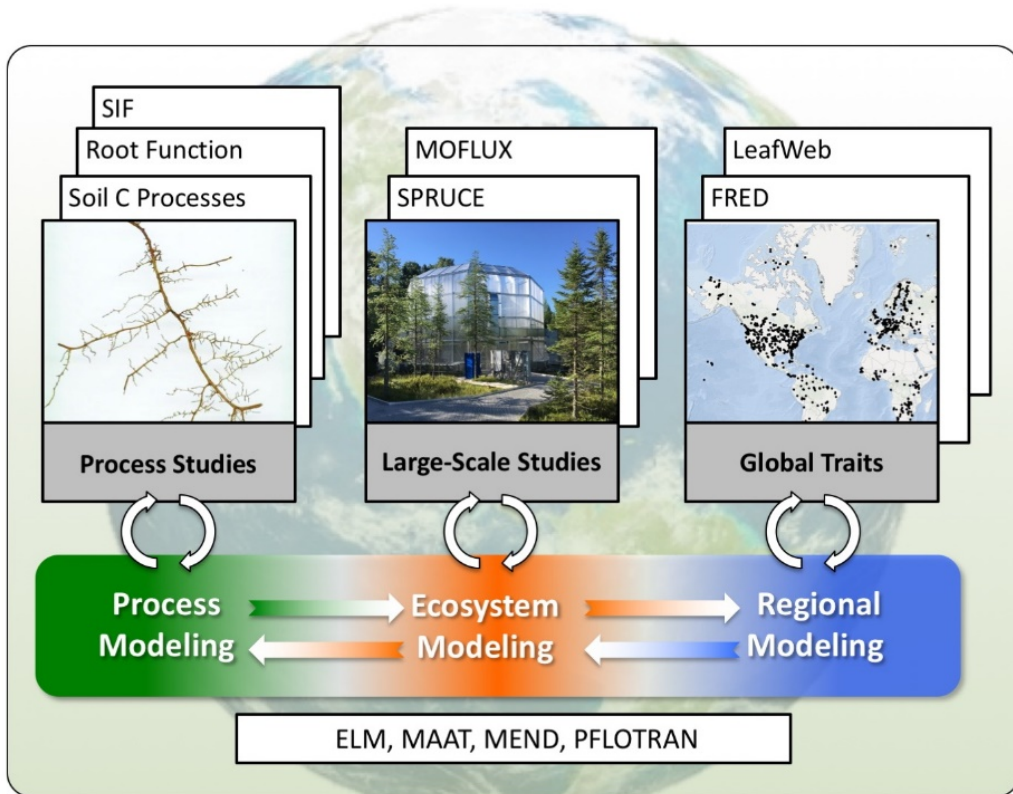 SIF
Root Function
Soil C Processes
Process Studies
MOFLUX
SPRUCE
Large-Scale Studies
LeafWeb
FRED
Global Traits
Process
Modeling
Ecosystem
Modeling
Regional
Modeling
ELM, MAAT, MEND, PFLOTRAN